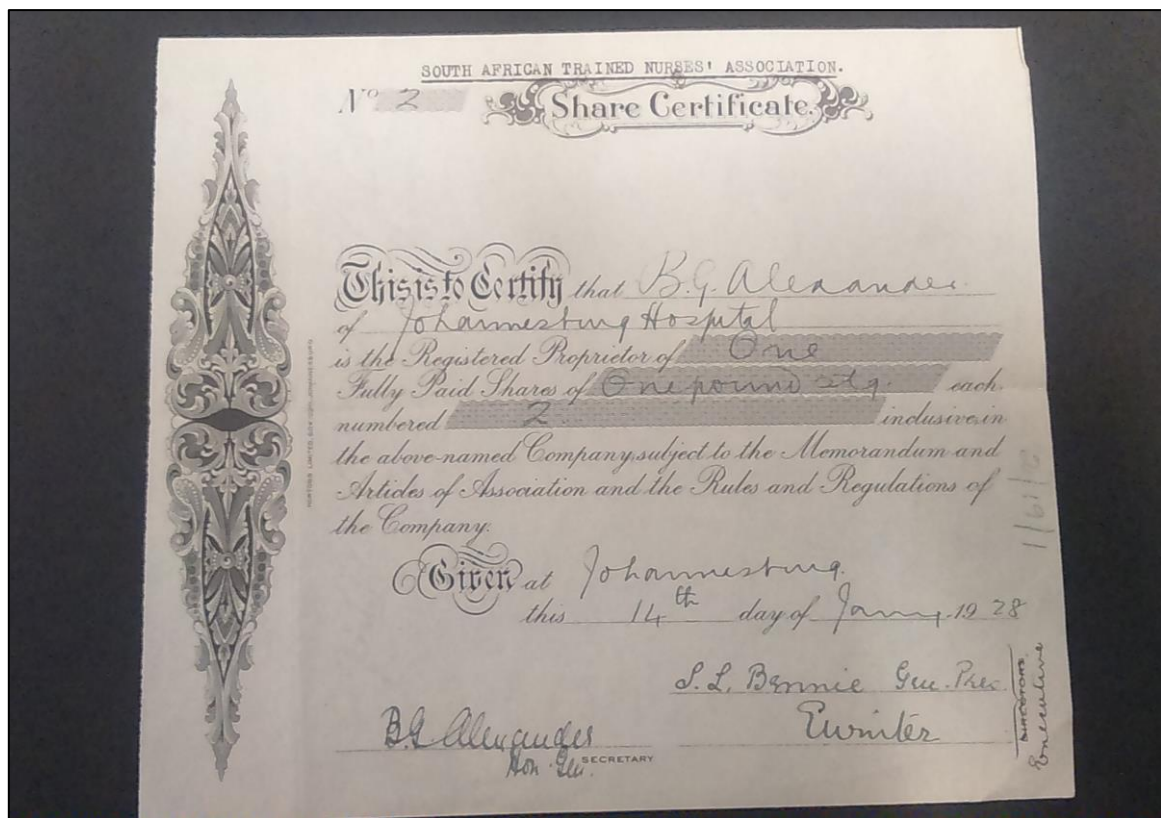 SOUTH AFRICAN TRAINED NURSES' ASSOCIATION.
No 2
Share Certificate.
This is to Certify that B.G. Alexander.
of Johannesburg Hospital
is the Registered Proprietor of One
Fully Paid Shares of One pound stg. each
numbered 2 inclusive, in
the above-named Company, subject to the Memorandum and
Articles of Association and the Rules and Regulations of
the Company.
Given at Johannesburg.
this 14th day of Jany. 1928
S. L. Bennie Gen. Pres.
B G Alexander
EWinter
Hon. Gen. SECRETARY
DIRECTORS
Executive